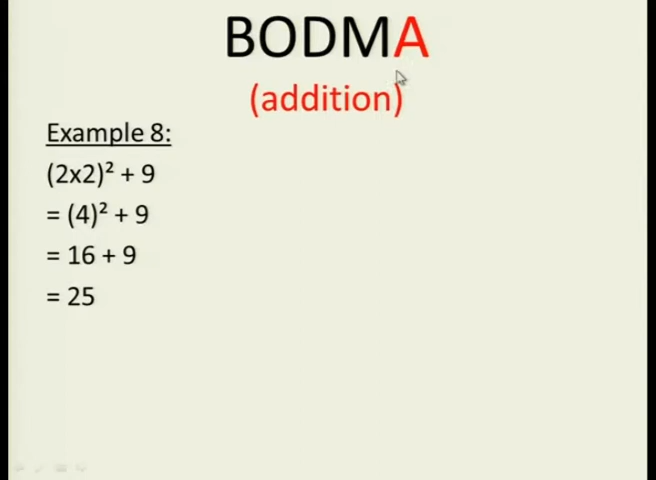 BODMA
(addition)
Example 8:
(2x2)² + 9
= (4)² + 9
= 16 + 9
= 25